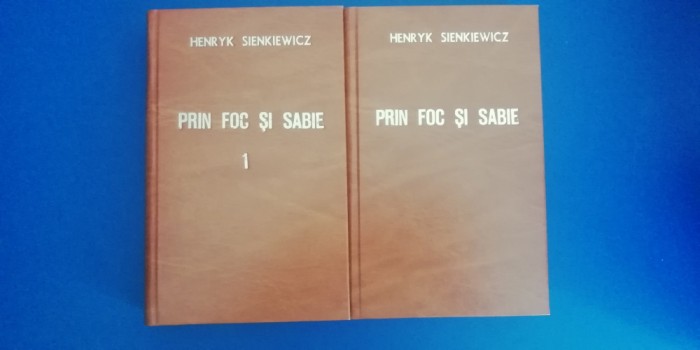 HENRYK SIENKIEWICZ
PRIN FOC ȘI SABIE
1
HENRYK SIENKIEWICZ
PRIN FOC ȘI SABIE